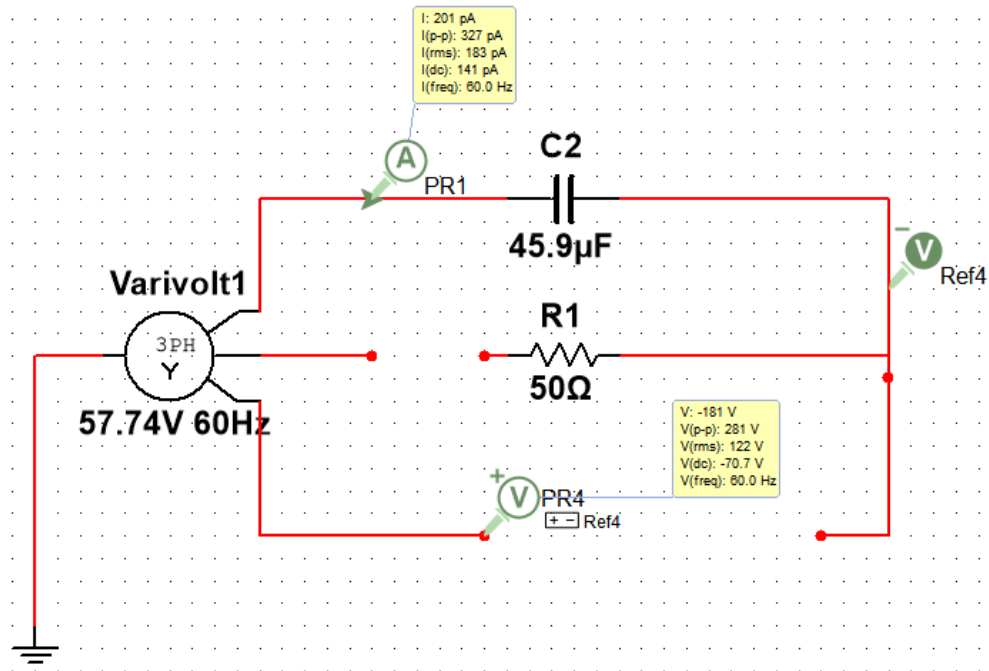 I: 201 pA
I(p-p): 327 pA
I(rms): 183 pA
I(dc): 141 pA
I(freq): 60.0 Hz
A
PR1
C2
45.9µF
V
Ref4
Varivolt1
3PH
Y
57.74V 60Hz
R1
50Ω
V: -181 V
V(p-p): 281 V
V(rms): 122 V
V(dc): -70.7 V
V(freq): 60.0 Hz
V
PR4
+ - Ref4